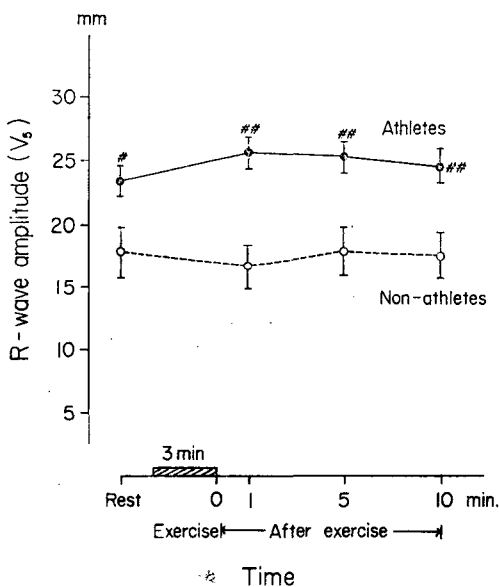 mm
R-wave amplitude (V5)
30
25
20
15
10
5
#
##
##
##
Athletes
Non-athletes
3 min
Rest 0 1 5 10 min.
Exercise After exercise
* Time